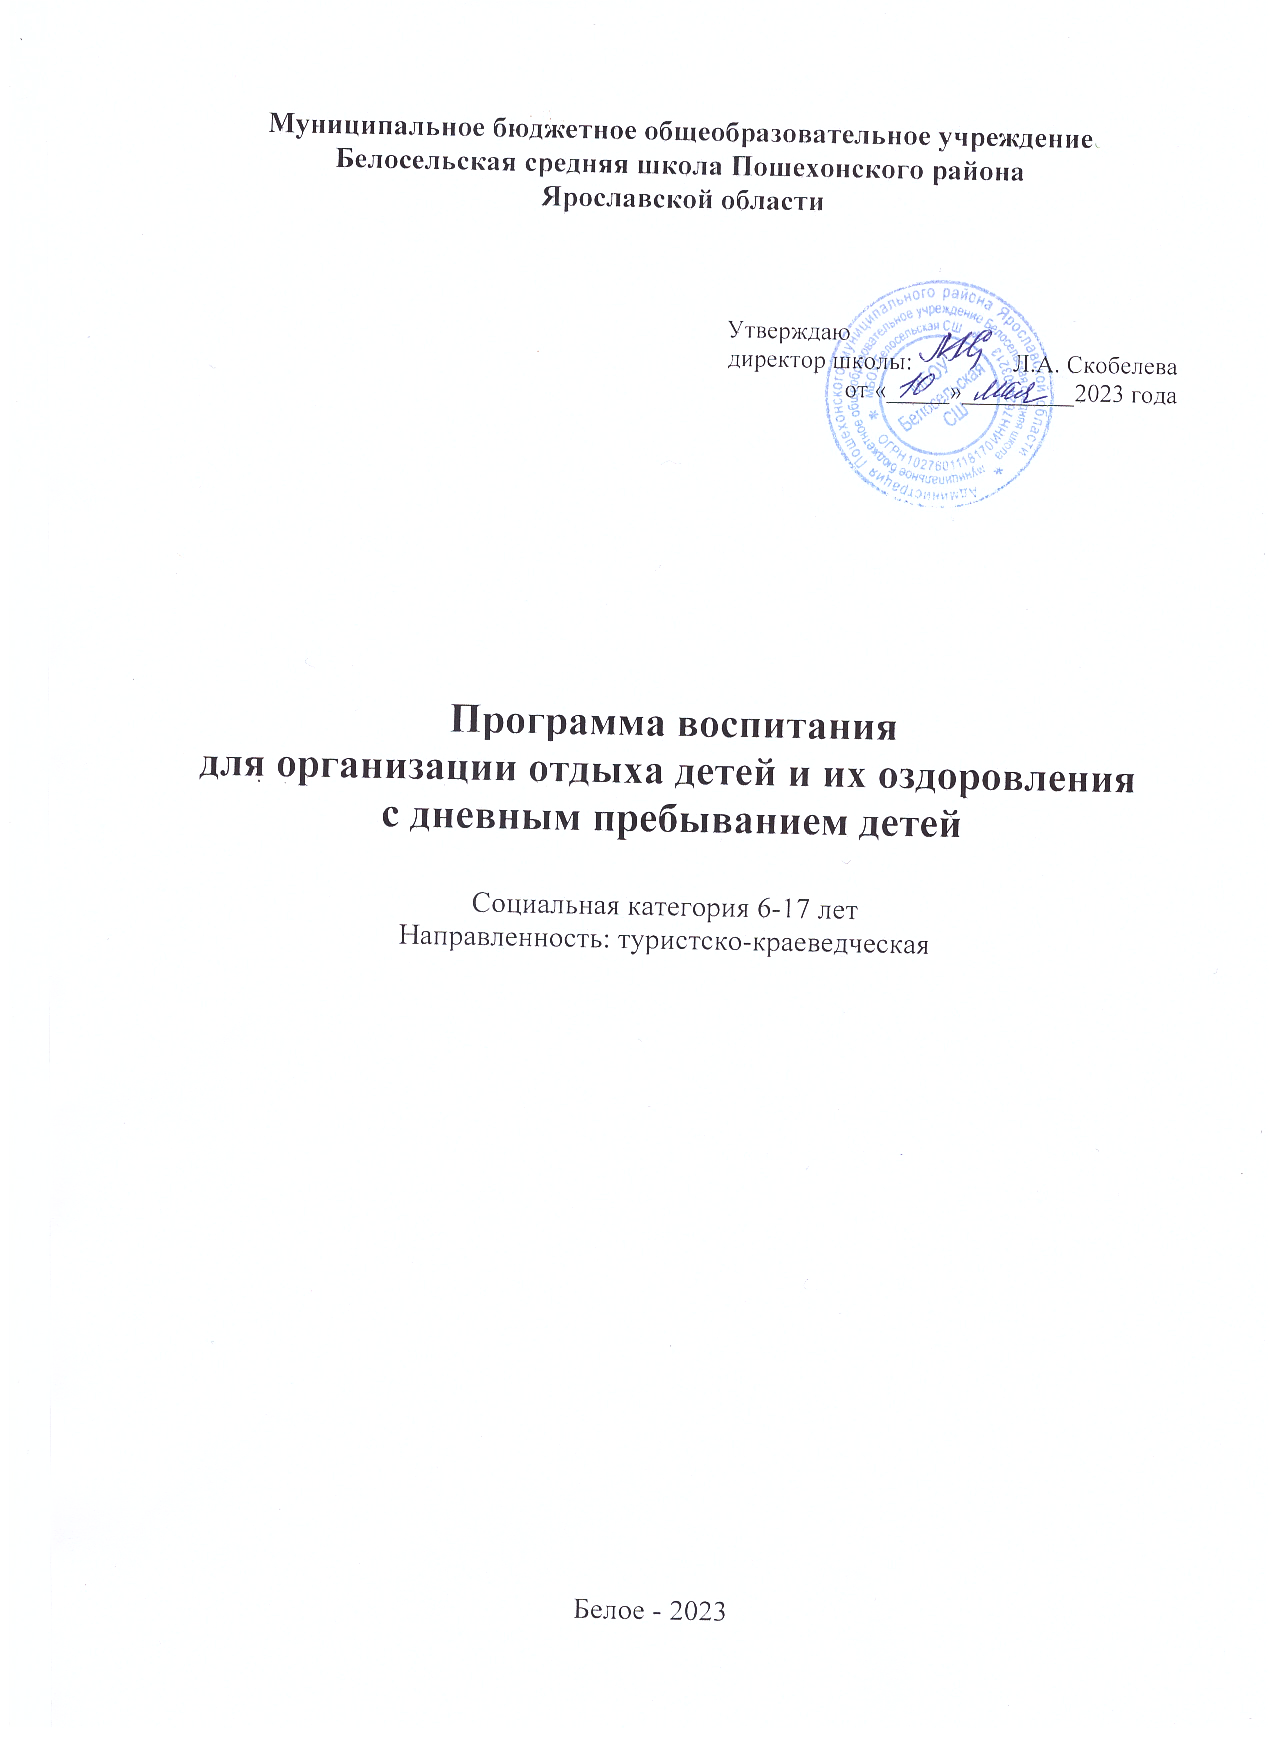 Муниципальное бюджетное общеобразовательное учреждение
Белосельская средняя школа Пошехонского района
Ярославской области
Утверждаю
директор школы: Л.А. Скобелева
от « 10 » мая 2023 года
Белосельская
СШ
Программа воспитания
для организации отдыха детей и их оздоровления
с дневным пребыванием детей
Социальная категория 6-17 лет
Направленность: туристско-краеведческая
Белое - 2023